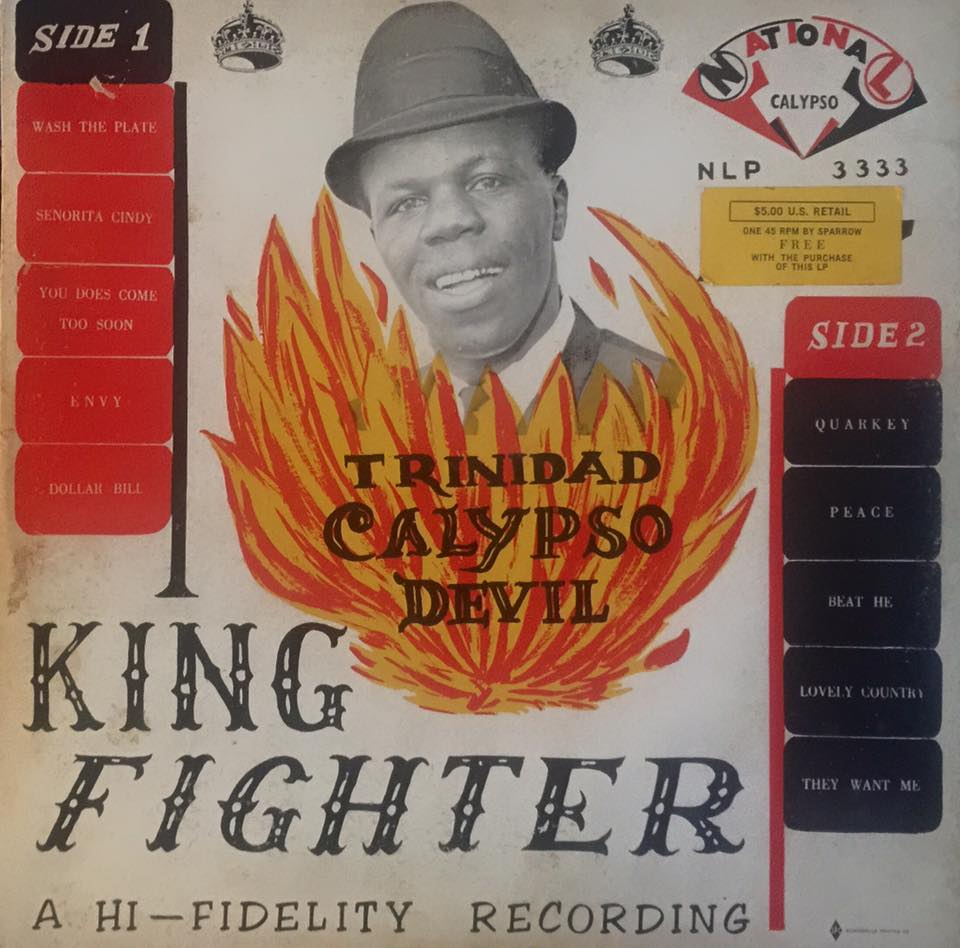 SIDE 1
WASH THE PLATE
SENORITA CINDY
YOU DOES COME
TOO SOON
ENVY
DOLLAR BILL
NATIONAL
CALYPSO
NLP 3333
$5.00 U.S. RETAIL
ONE 45 RPM BY SPARROW
FREE
WITH THE PURCHASE
OF THIS LP
SIDE 2
QUARKEY
PEACE
BEAT HE
LOVELY COUNTRY
THEY WANT ME
TRINIDAD
CALYPSO
DEVIL
KING
FIGHTER
A HI-FIDELITY RECORDING